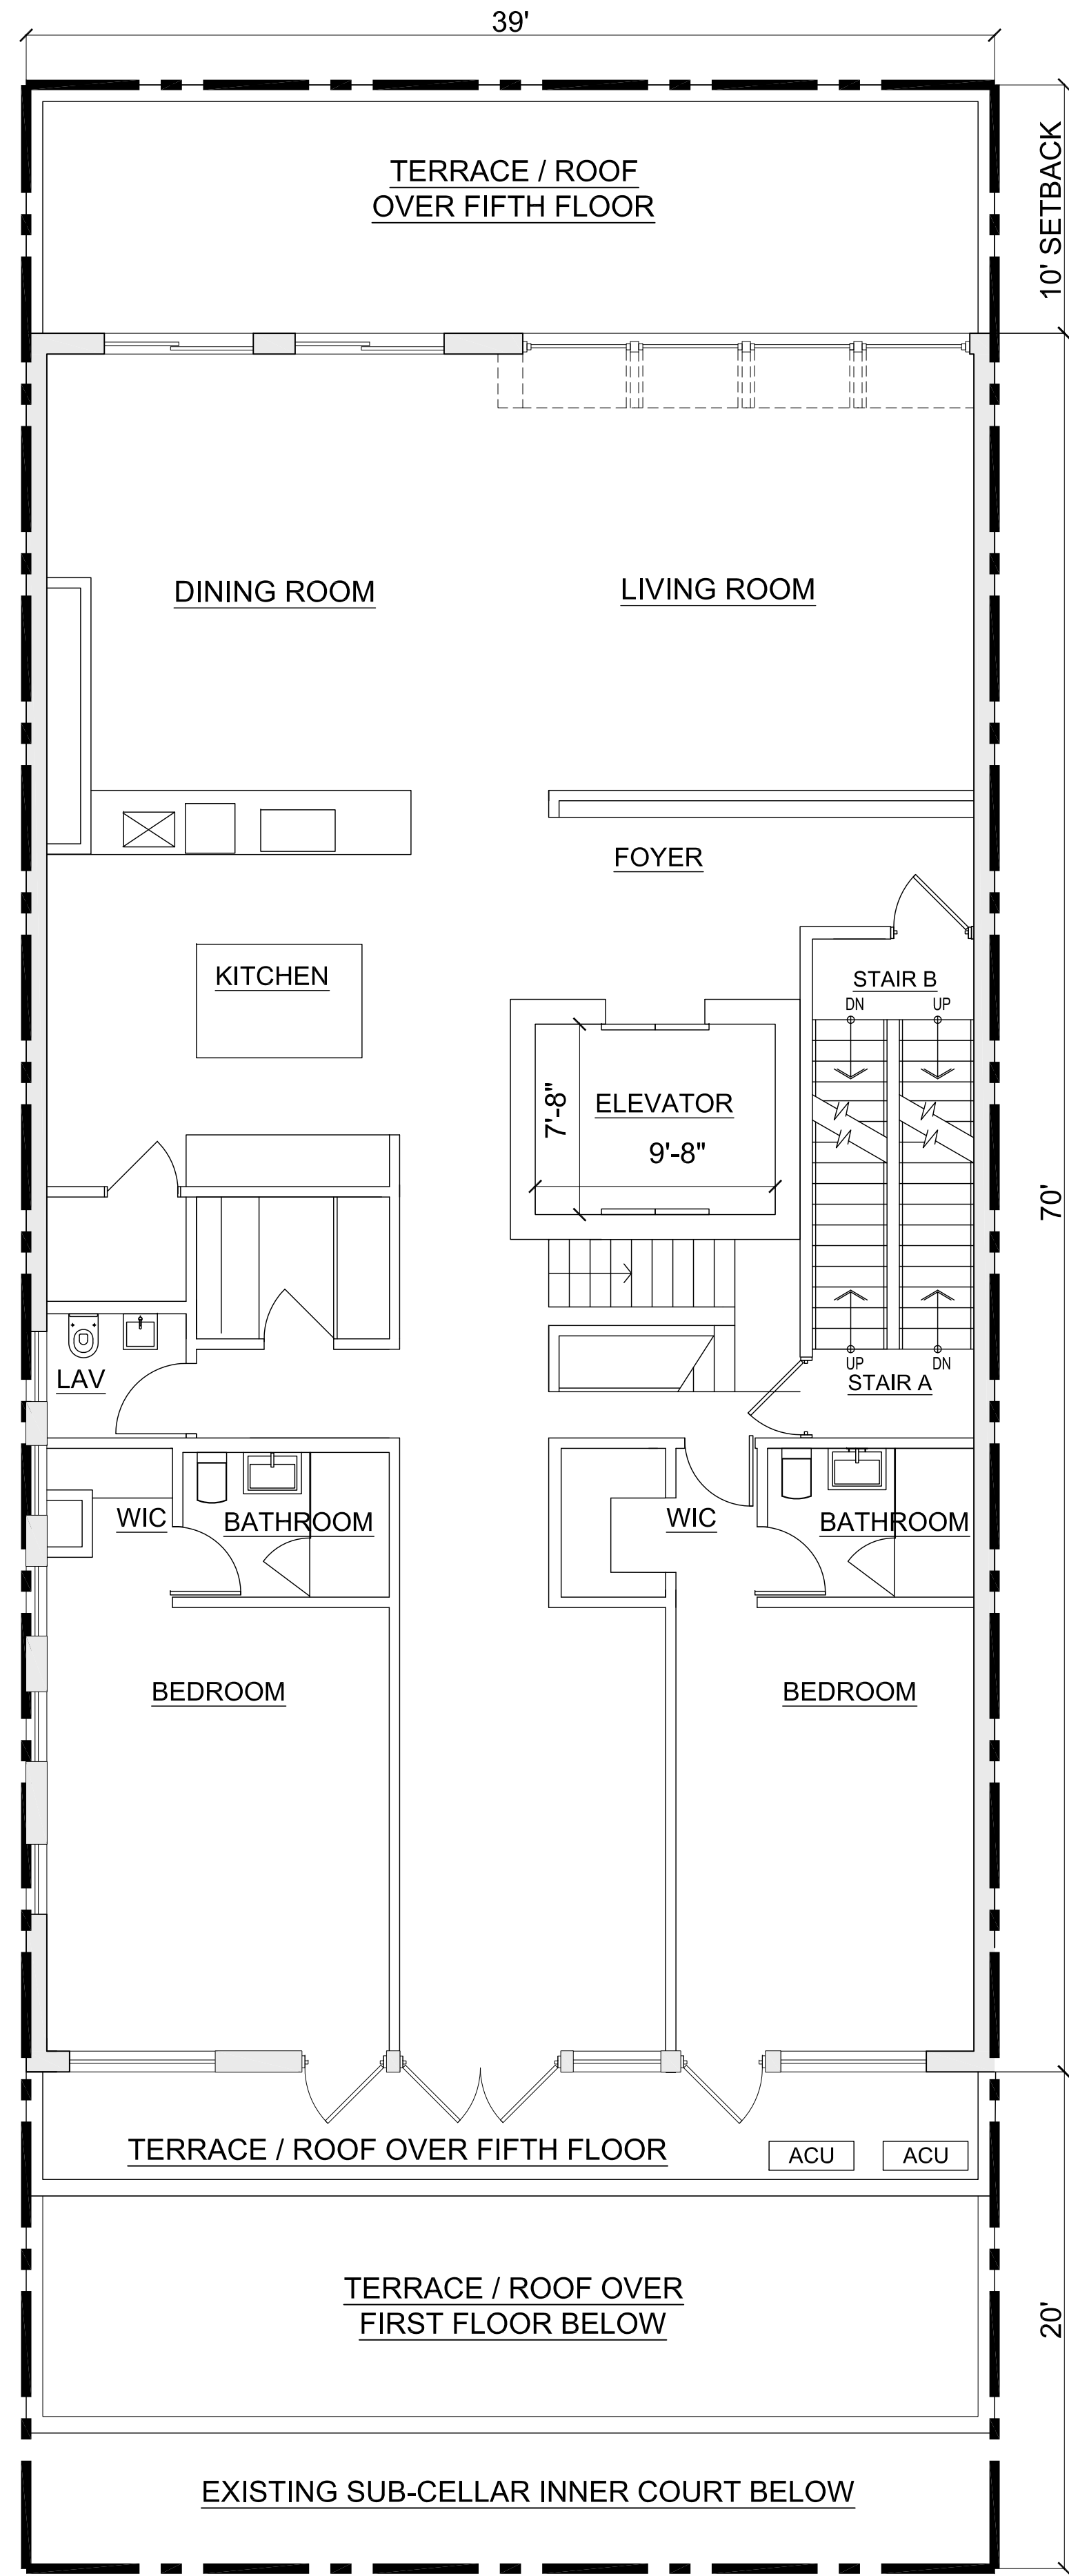 39'
10' SETBACK
TERRACE / ROOF
OVER FIFTH FLOOR
DINING ROOM
LIVING ROOM
FOYER
KITCHEN
STAIR B
DN
UP
7'-8"
ELEVATOR
9'-8"
70'
UP
DN
LAV
STAIR A
WIC
BATHROOM
WIC
BATHROOM
BEDROOM
BEDROOM
TERRACE / ROOF OVER FIFTH FLOOR
ACU
ACU
TERRACE / ROOF OVER
FIRST FLOOR BELOW
20'
EXISTING SUB-CELLAR INNER COURT BELOW